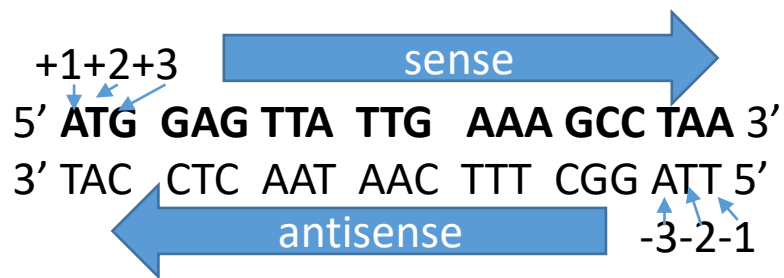 sense
+1+2+3
5’ ATG GAG TTA TTG AAA GCC TAA 3’
3’ TAC CTC AAT AAC TTT CGG ATT 5’
antisense
-3-2-1